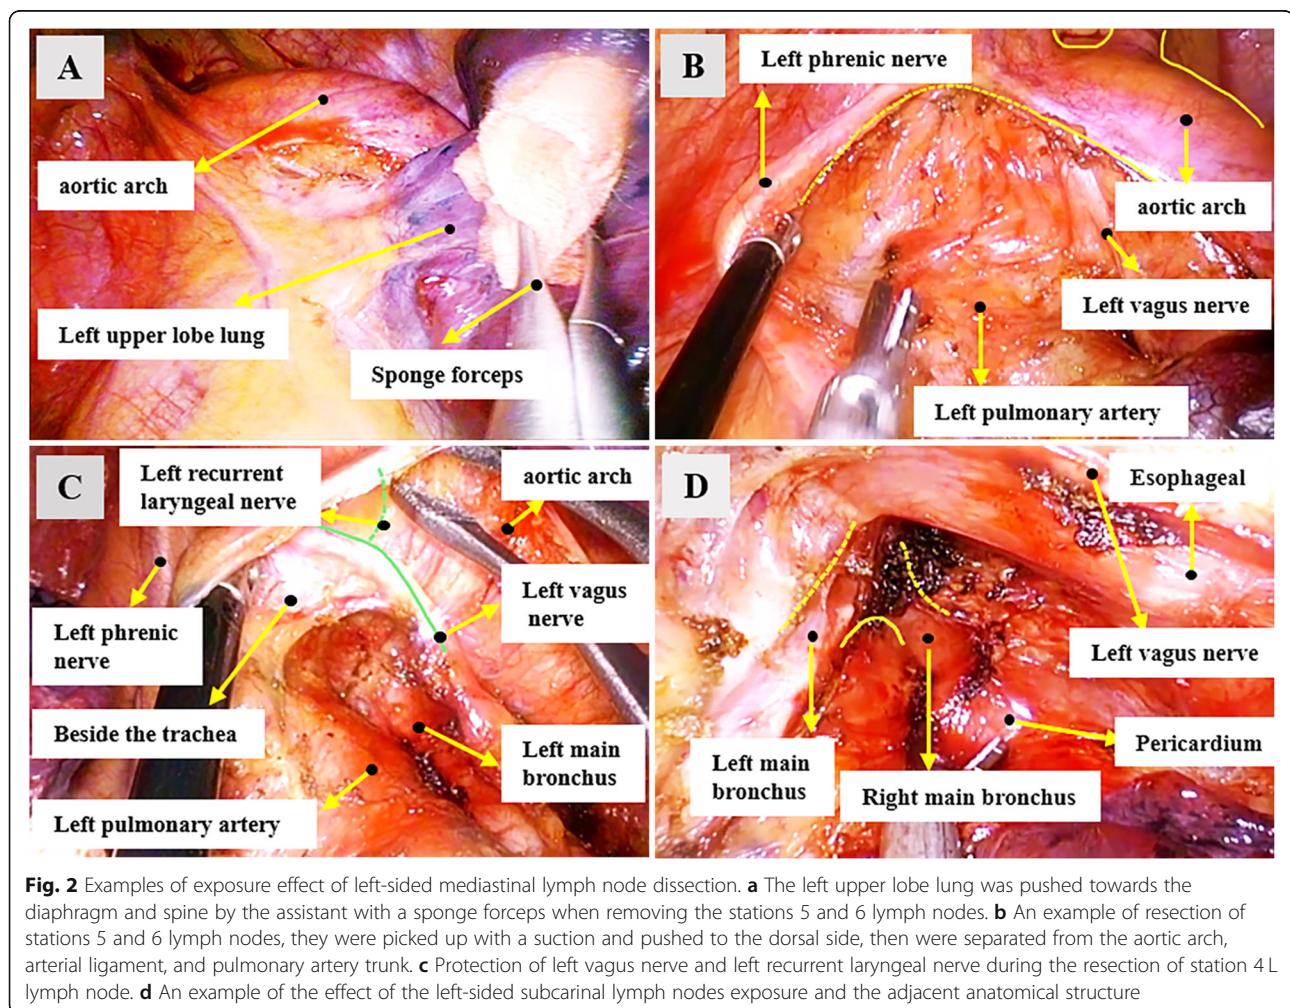 A
aortic arch
Left upper lobe lung
Sponge forceps
B
Left phrenic nerve
aortic arch
Left vagus nerve
Left pulmonary artery
C
Left recurrent
laryngeal nerve
aortic arch
Left phrenic
nerve
Left vagus
nerve
Beside the trachea
Left main
bronchus
Left pulmonary artery
D
Esophageal
Left vagus nerve
Left main
bronchus
Right main bronchus
Pericardium
Fig. 2 Examples of exposure effect of left-sided mediastinal lymph node dissection. a The left upper lobe lung was pushed towards the
diaphragm and spine by the assistant with a sponge forceps when removing the stations 5 and 6 lymph nodes. b An example of resection of
stations 5 and 6 lymph nodes, they were picked up with a suction and pushed to the dorsal side, then were separated from the aortic arch,
arterial ligament, and pulmonary artery trunk. c Protection of left vagus nerve and left recurrent laryngeal nerve during the resection of station 4 L
lymph node. d An example of the effect of the left-sided subcarinal lymph nodes exposure and the adjacent anatomical structure